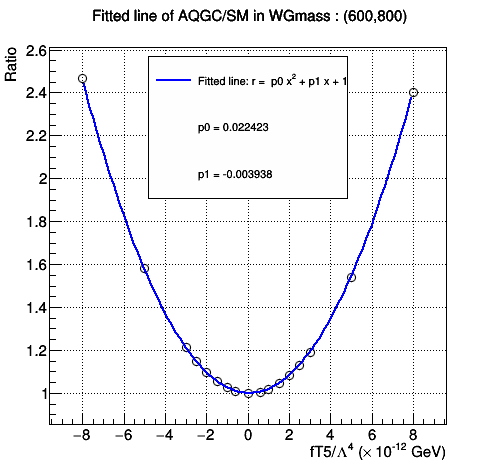 Fitted line of AQGC/SM in WGmass : (600,800)
Ratio
2.6
2.4
2.2
2
1.8
1.6
1.4
1.2
1
Fitted line: r = p0 x² + p1 x + 1
p0 = 0.022423
p1 = -0.003938
−8 −6 −4 −2 0 2 4 6 8
fT5/Λ⁴ (× 10⁻¹² GeV)